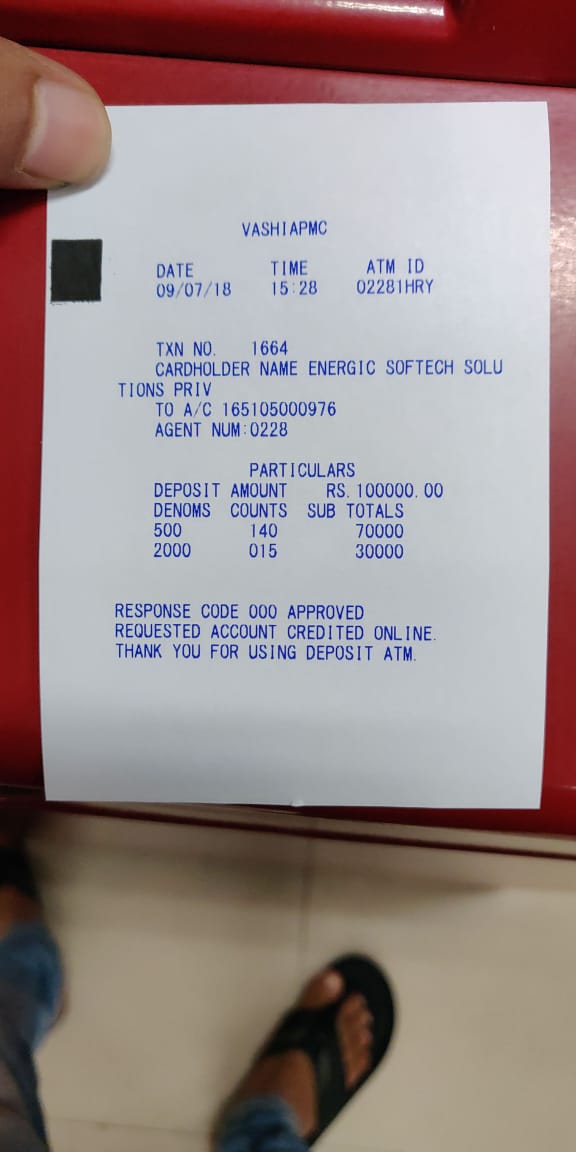 VASHIAPMC
DATE TIME ATM ID
09/07/18 15:28 02281HRY
TXN NO. 1664
CARDHOLDER NAME ENERGIC SOFTECH SOLU
TIONS PRIV
TO A/C 165105000976
AGENT NUM:0228
PARTICULARS
DEPOSIT AMOUNT RS.100000.00
DENOMS COUNTS SUB TOTALS
500 140 70000
2000 015 30000
RESPONSE CODE 000 APPROVED
REQUESTED ACCOUNT CREDITED ONLINE.
THANK YOU FOR USING DEPOSIT ATM.